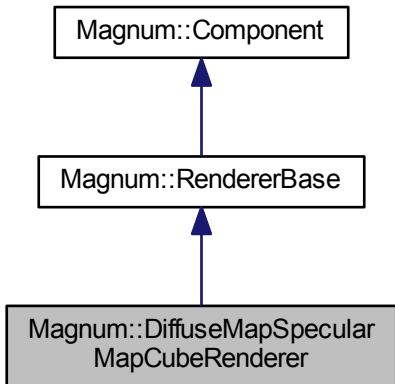 Magnum::Component
Magnum::RendererBase
Magnum::DiffuseMapSpecular
MapCubeRenderer